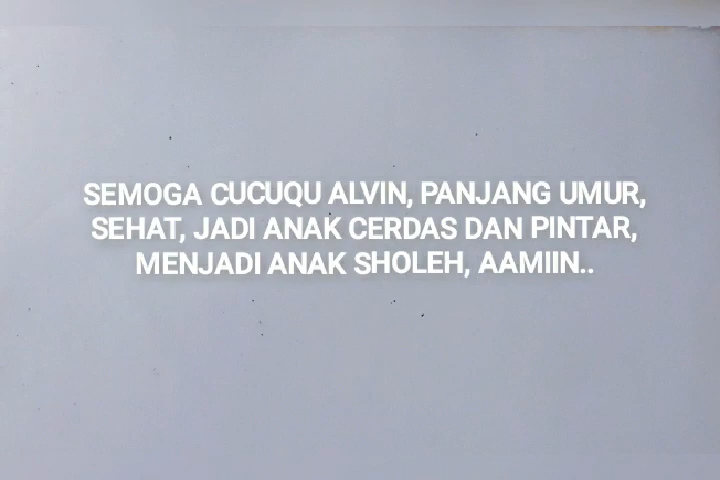 SEMOGA CUCUQU ALVIN, PANJANG UMUR,
SEHAT, JADI ANAK CERDAS DAN PINTAR,
MENJADI ANAK SHOLEH, AAMIIN..